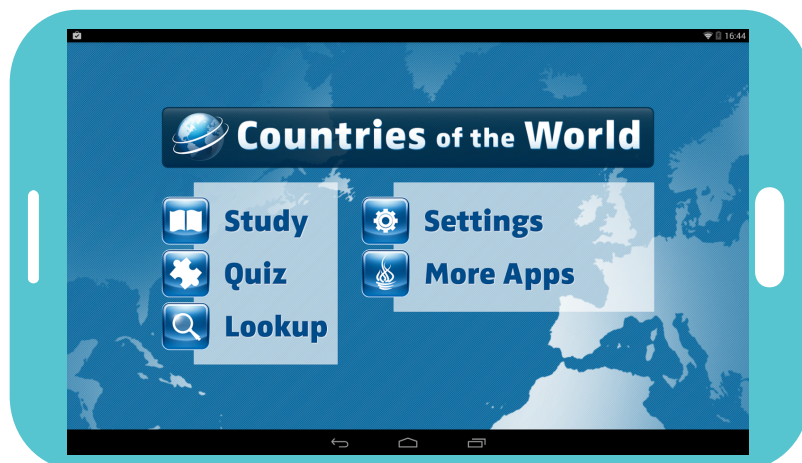 16:44
Countries of the World
Study
Settings
Quiz
More Apps
Lookup